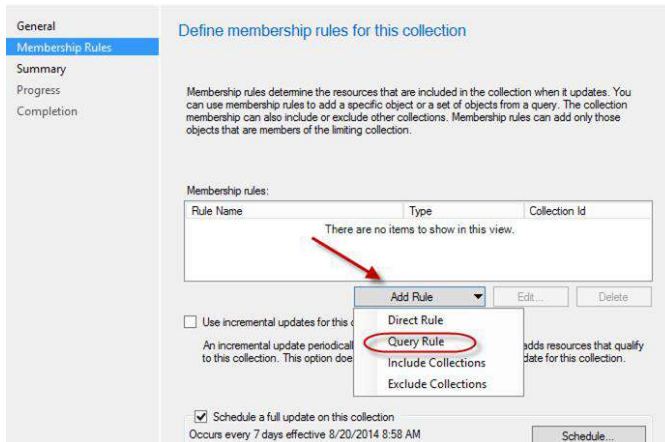 General
Membership Rules
Summary
Progress
Completion
Define membership rules for this collection
Membership rules determine the resources that are included in the collection when it updates. You
can use membership rules to add a specific object or a set of objects from a query. The collection
membership can also include or exclude other collections. Membership rules can add only those
objects that are members of the limiting collection.
Membership rules:
Rule Name Type Collection Id
There are no items to show in this view.
Add Rule Edit... Delete
Use incremental updates for this
Direct Rule
An incremental update periodicall
Query Rule
adds resources that qualify
to this collection. This option doe
Include Collections
date for this collection.
Exclude Collections
Schedule a full update on this collection
Occurs every 7 days effective 8/20/2014 8:58 AM
Schedule...